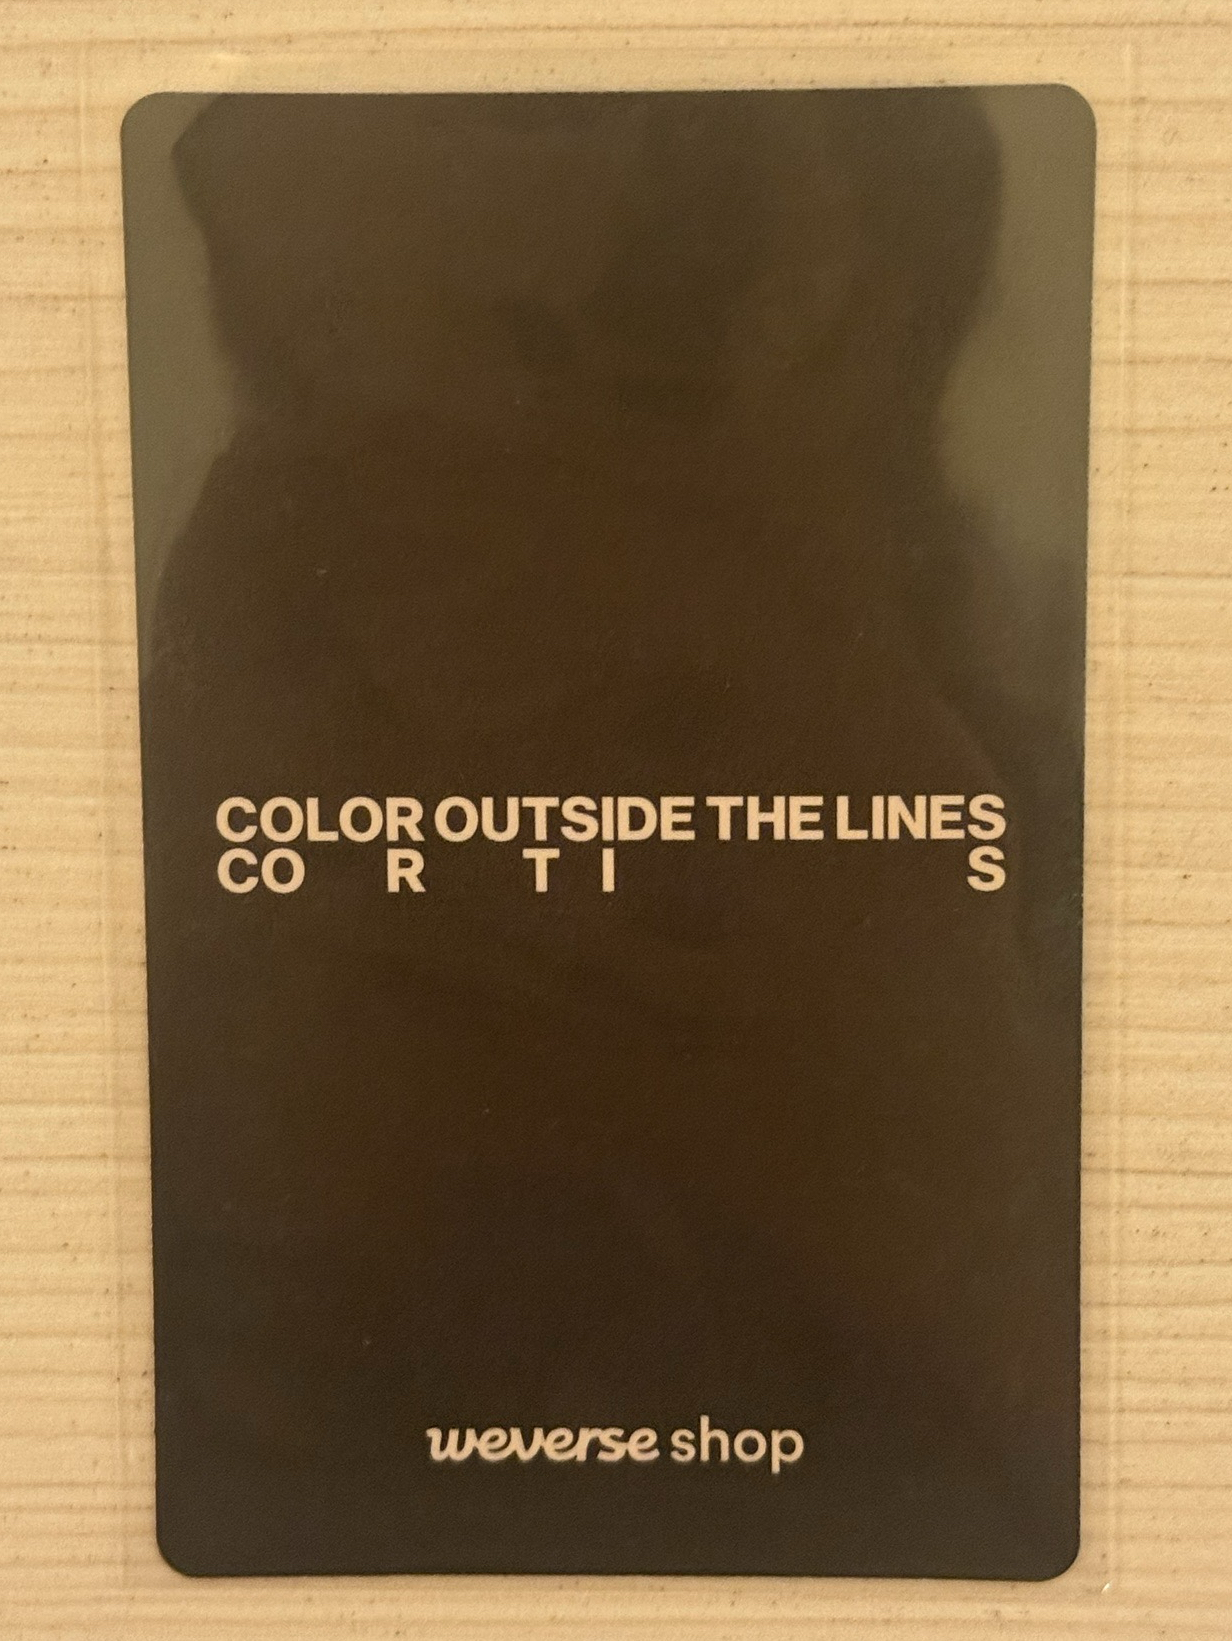 COLOR OUTSIDE THE LINES
CO R T I S
weverse shop